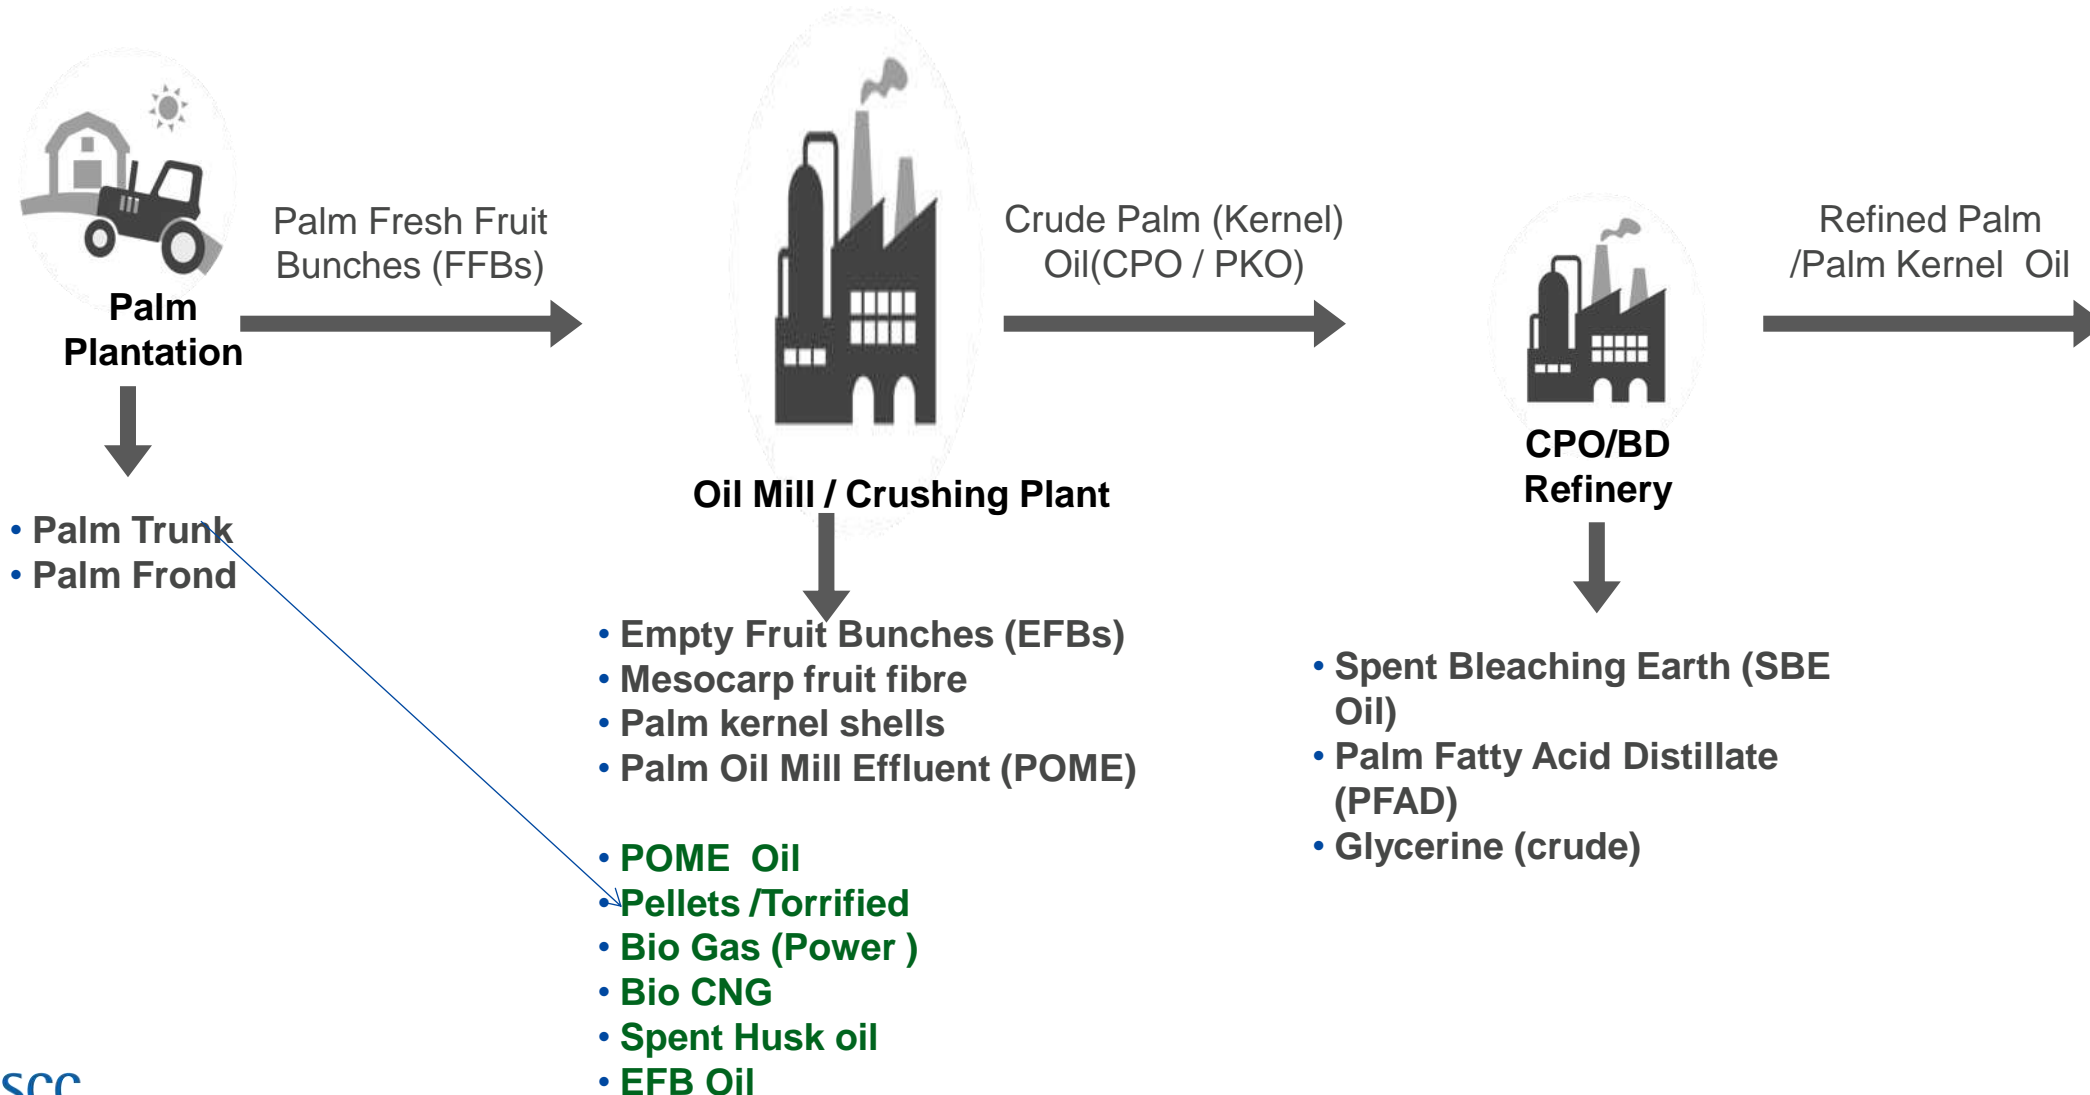 Palm Fresh Fruit
Bunches (FFBs)
Crude Palm (Kernel)
Oil(CPO / PKO)
Refined Palm
/Palm Kernel Oil
Palm
Plantation
Oil Mill / Crushing Plant
CPO/BD
Refinery
• Palm Trunk
• Palm Frond
• Empty Fruit Bunches (EFBs)
• Mesocarp fruit fibre
• Palm kernel shells
• Palm Oil Mill Effluent (POME)
• POME Oil
• Pellets /Torrified
• Bio Gas (Power )
• Bio CNG
• Spent Husk oil
• EFB Oil
• Spent Bleaching Earth (SBE
Oil)
• Palm Fatty Acid Distillate
(PFAD)
• Glycerine (crude)